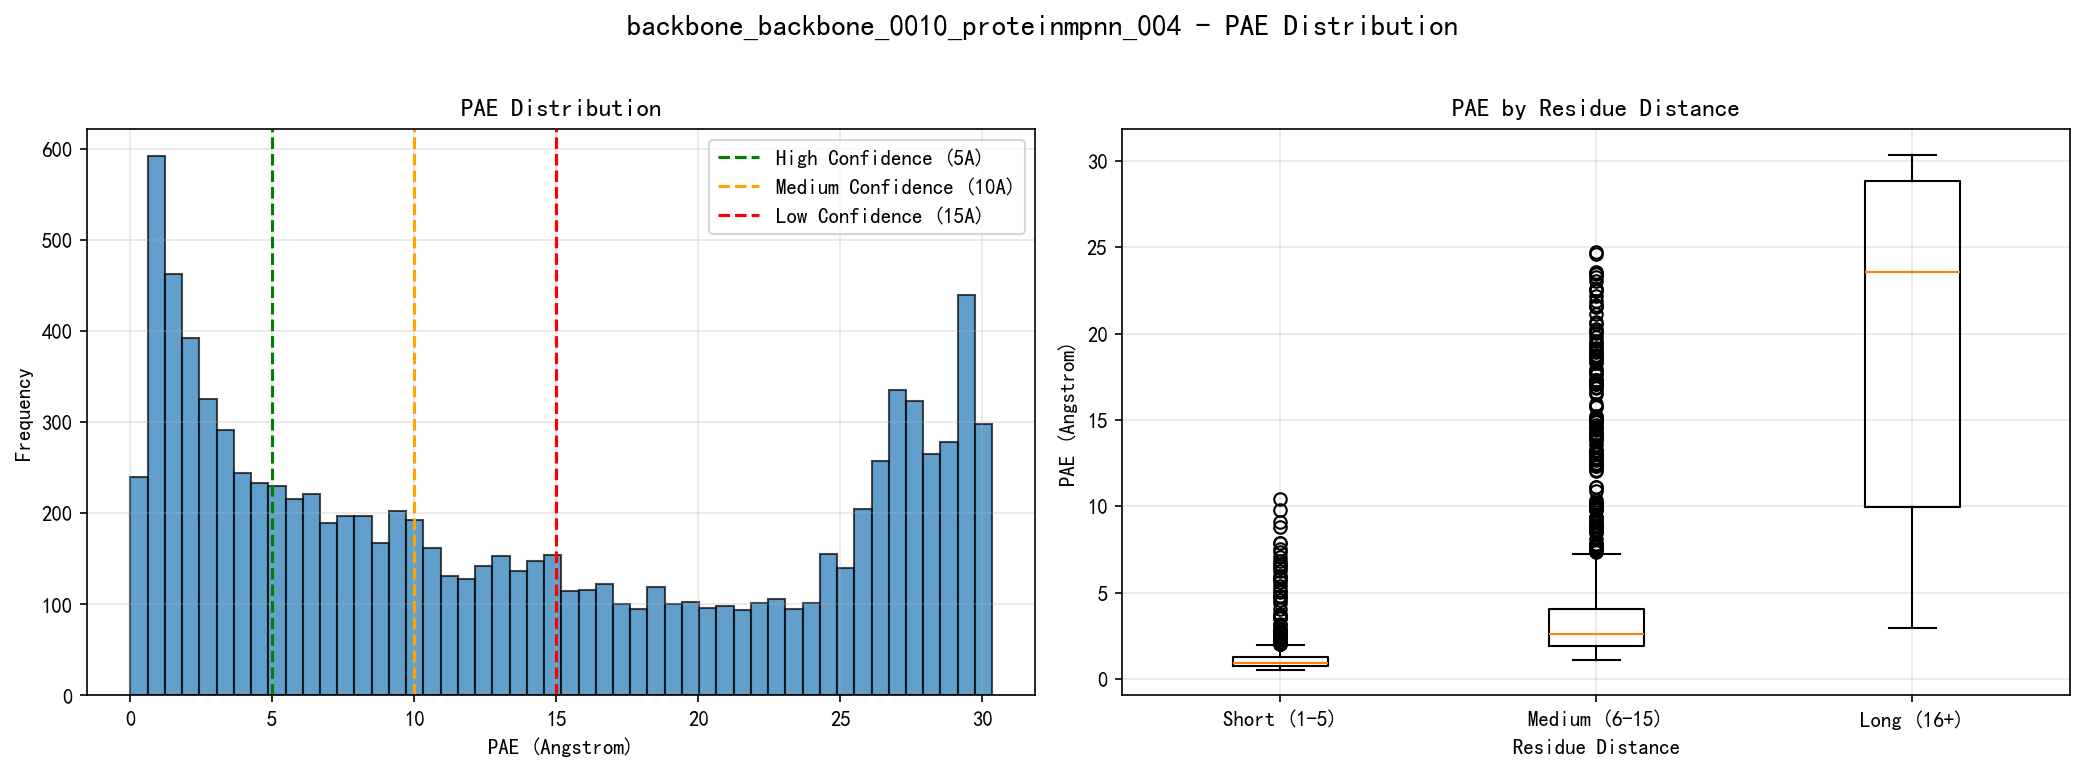 backbone_backbone_0010_proteinmpnn_004 - PAE Distribution
PAE Distribution
600
500
400
300
200
100
0
Frequency
0 5 10 15 20 25 30
PAE (Angstrom)
High Confidence (5A)
Medium Confidence (10A)
Low Confidence (15A)
PAE by Residue Distance
30
25
20
15
10
5
0
PAE (Angstrom)
Short (1-5) Medium (6-15) Long (16+)
Residue Distance